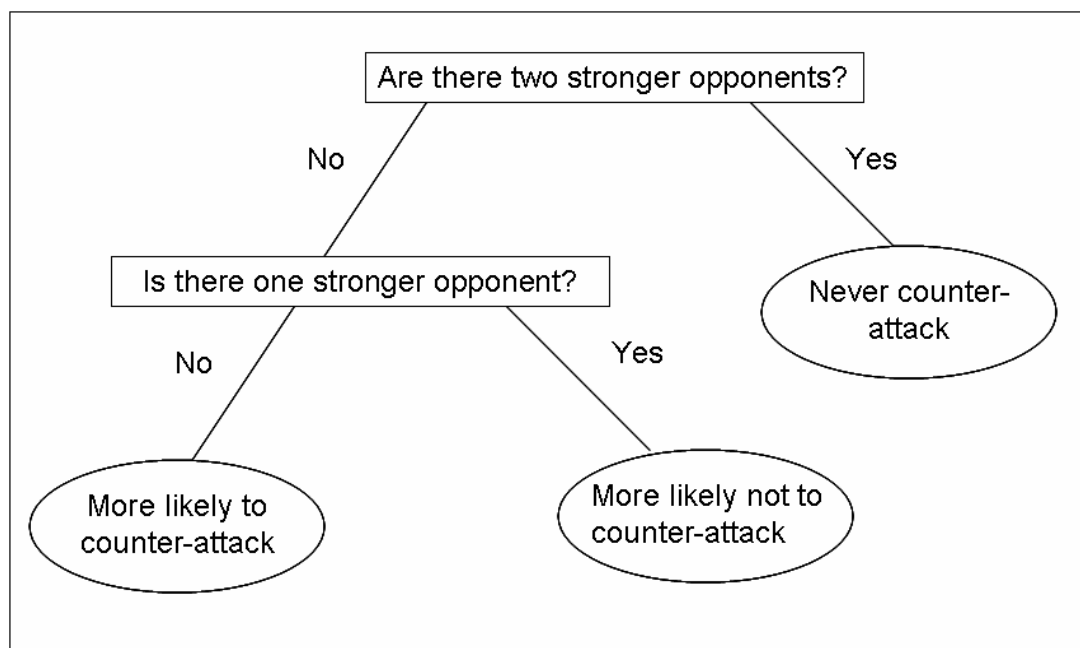 Are there two stronger opponents?
No
Yes
Is there one stronger opponent?
Never counter-
attack
No
Yes
More likely to
counter-attack
More likely not to
counter-attack